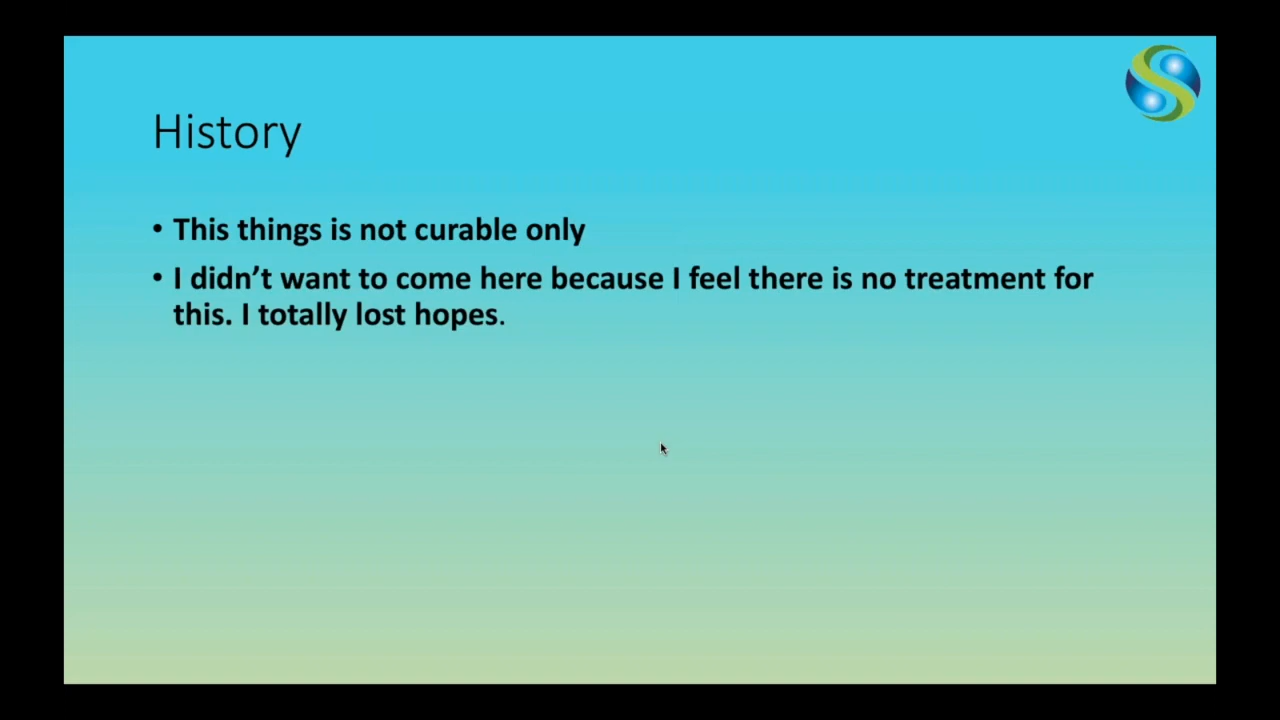 History
• This things is not curable only
• I didn’t want to come here because I feel there is no treatment for
this. I totally lost hopes.